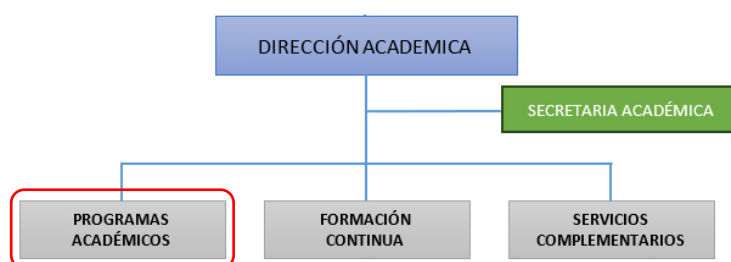 DIRECCIÓN ACADEMICA
SECRETARIA ACADÉMICA
PROGRAMAS
ACADÉMICOS
FORMACIÓN
CONTINUA
SERVICIOS
COMPLEMENTARIOS